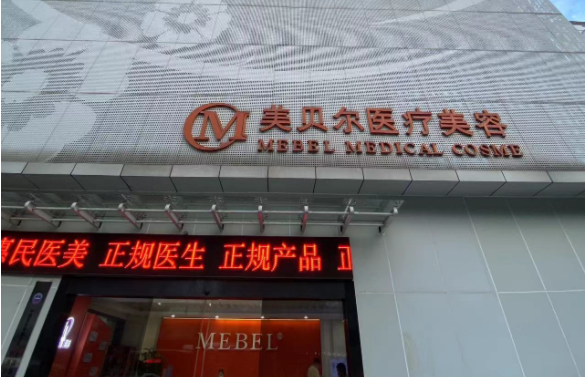 M 美贝尔医疗美容
MEBEL MEDICAL COSME
惠民医美 正规医生 正规产品 正
MEBEL®